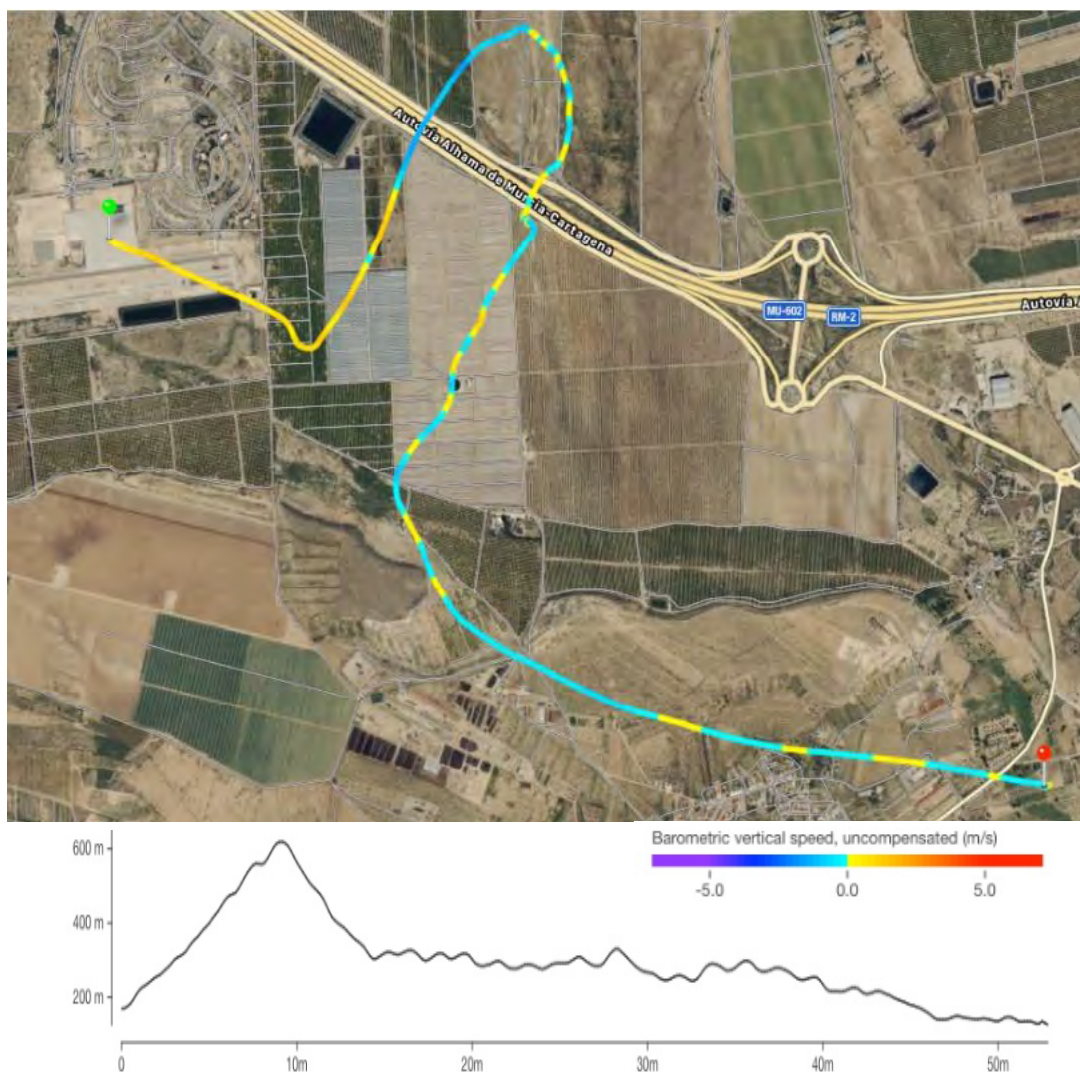 Autovía Alhama de Murcia-Cartagena
MU-602
RM-2
Autovía A
Barometric vertical speed, uncompensated (m/s)
-5.0
0.0
5.0
600 m
400 m
200 m
0
10m
20m
30m
40m
50m